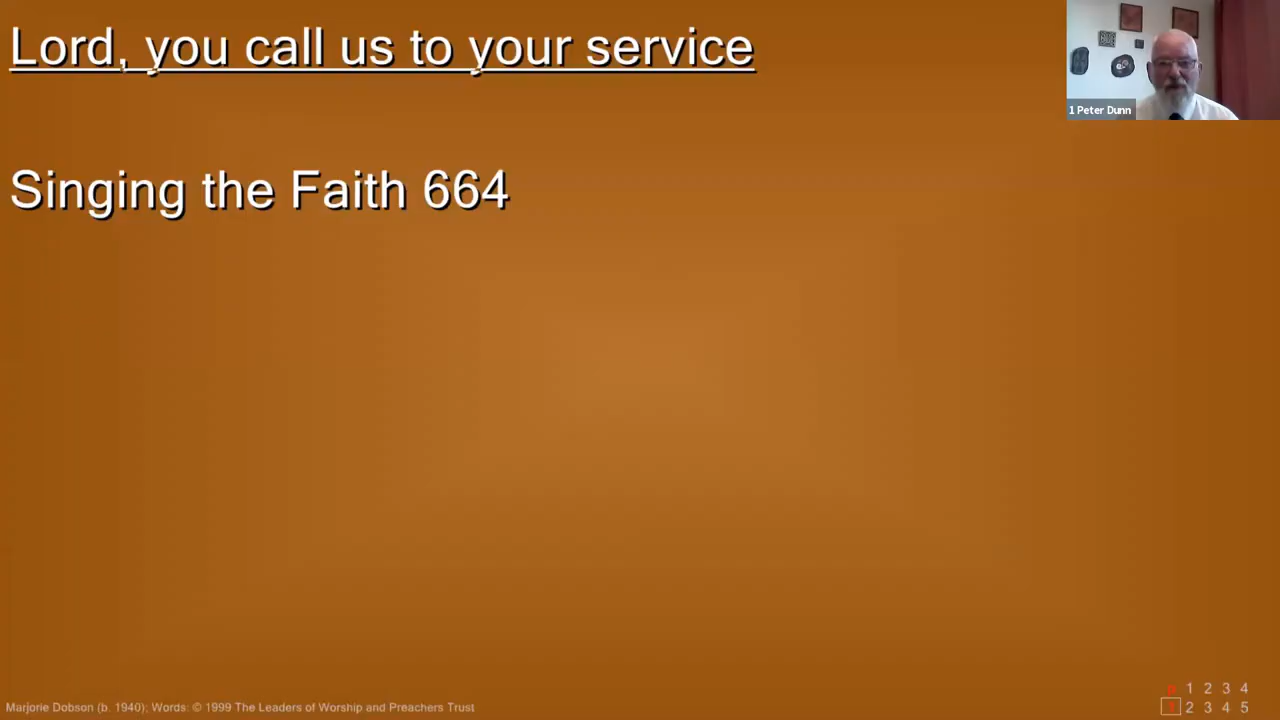 Lord, you call us to your service
1 Peter Dunn
Singing the Faith 664
Marjorie Dobson (b. 1940); Words: © 1999 The Leaders of Worship and Preachers Trust
p 1 2 3 4
1 2 3 4 5